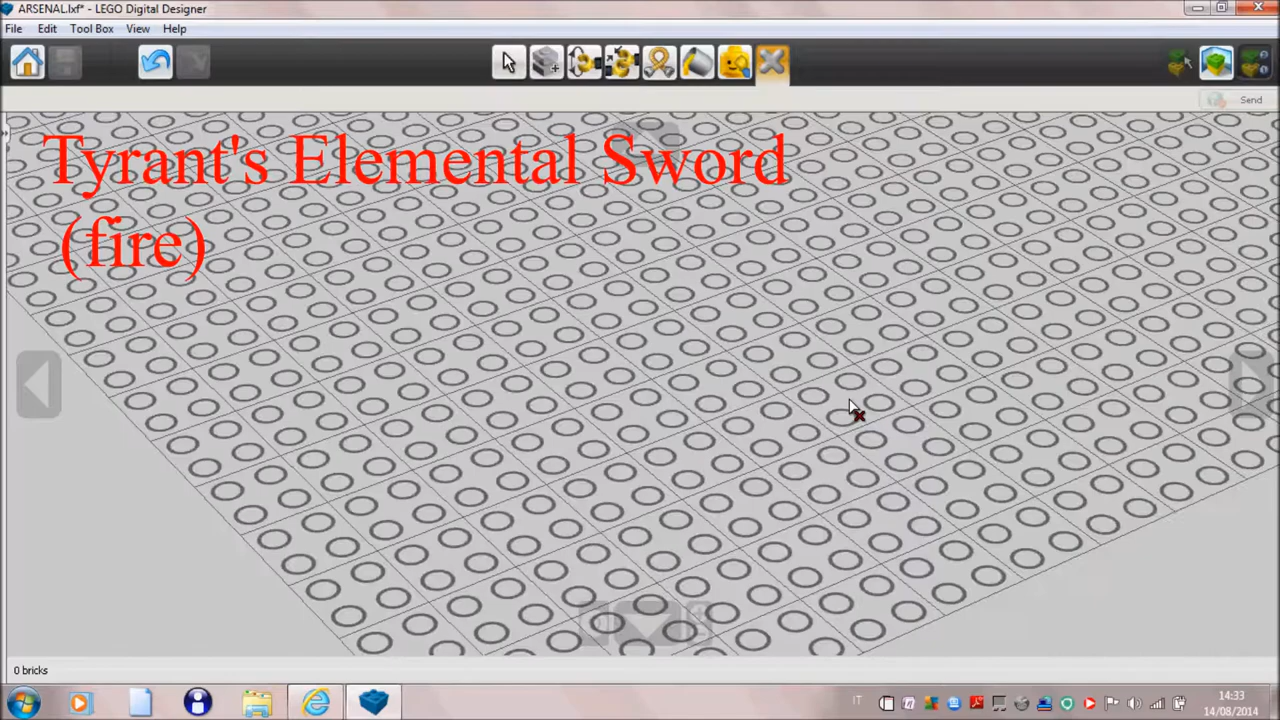 ARSENAL.lxf* - LEGO Digital Designer
File Edit Tool Box View Help
Send
Tyrant's Elemental Sword
(fire)
0 bricks
IT
14:33
14/08/2014